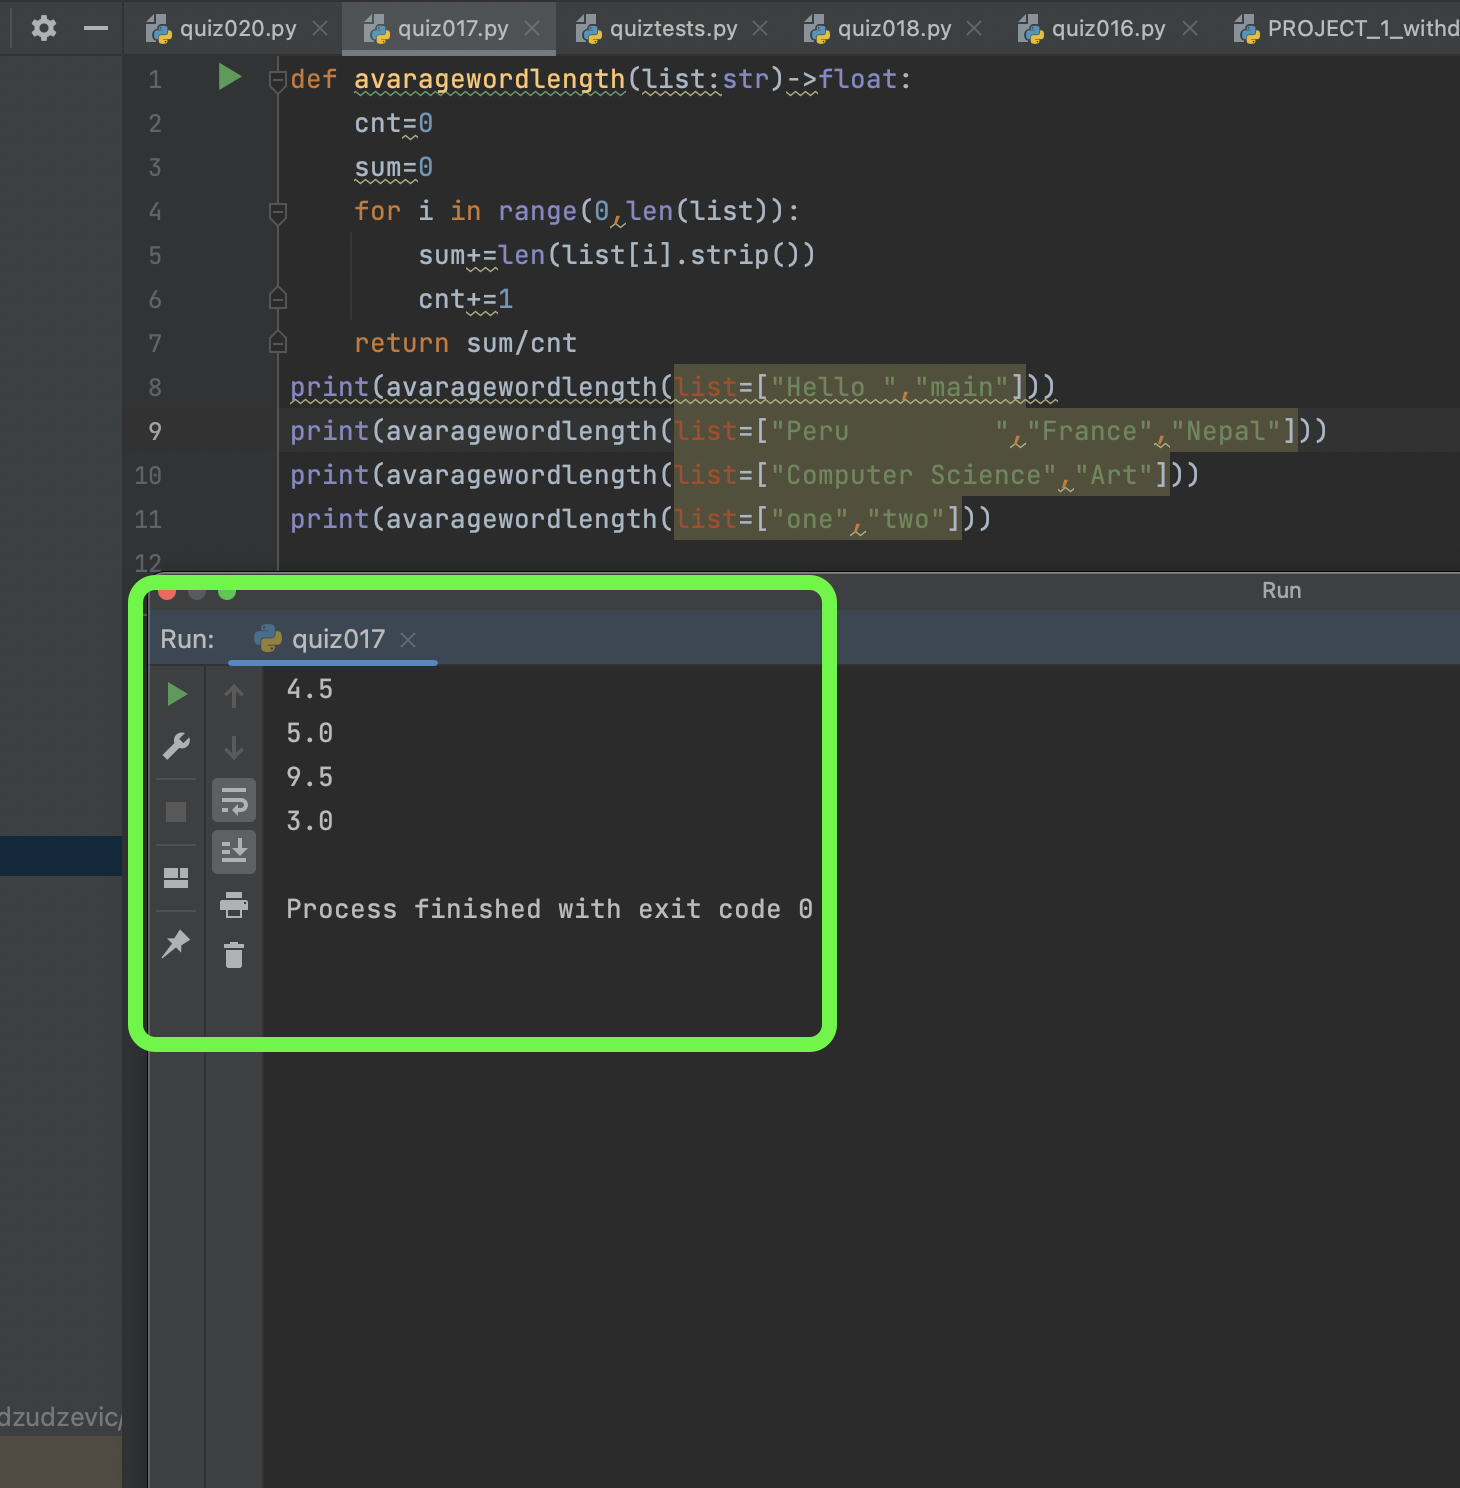 quiz020.py quiz017.py quiztests.py quiz018.py quiz016.py PROJECT_1_withd
1 def avaragewordlength(list:str)->float:
2     cnt=0
3     sum=0
4     for i in range(0,len(list)):
5         sum+=len(list[i].strip())
6         cnt+=1
7     return sum/cnt
8 print(avaragewordlength(list=["Hello ","main"]))
9 print(avaragewordlength(list=["Peru         ","France","Nepal"]))
10 print(avaragewordlength(list=["Computer Science","Art"]))
11 print(avaragewordlength(list=["one","two"]))
12
Run
Run: quiz017
4.5
5.0
9.5
3.0
Process finished with exit code 0
dzudzevic/